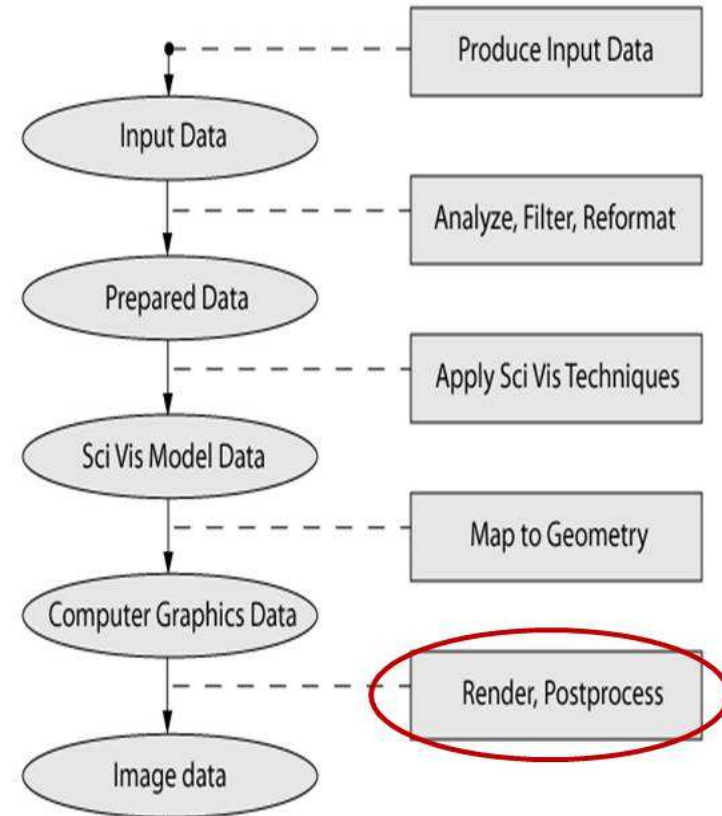 Produce Input Data
Input Data
Analyze, Filter, Reformat
Prepared Data
Apply Sci Vis Techniques
Sci Vis Model Data
Map to Geometry
Computer Graphics Data
Render, Postprocess
Image data